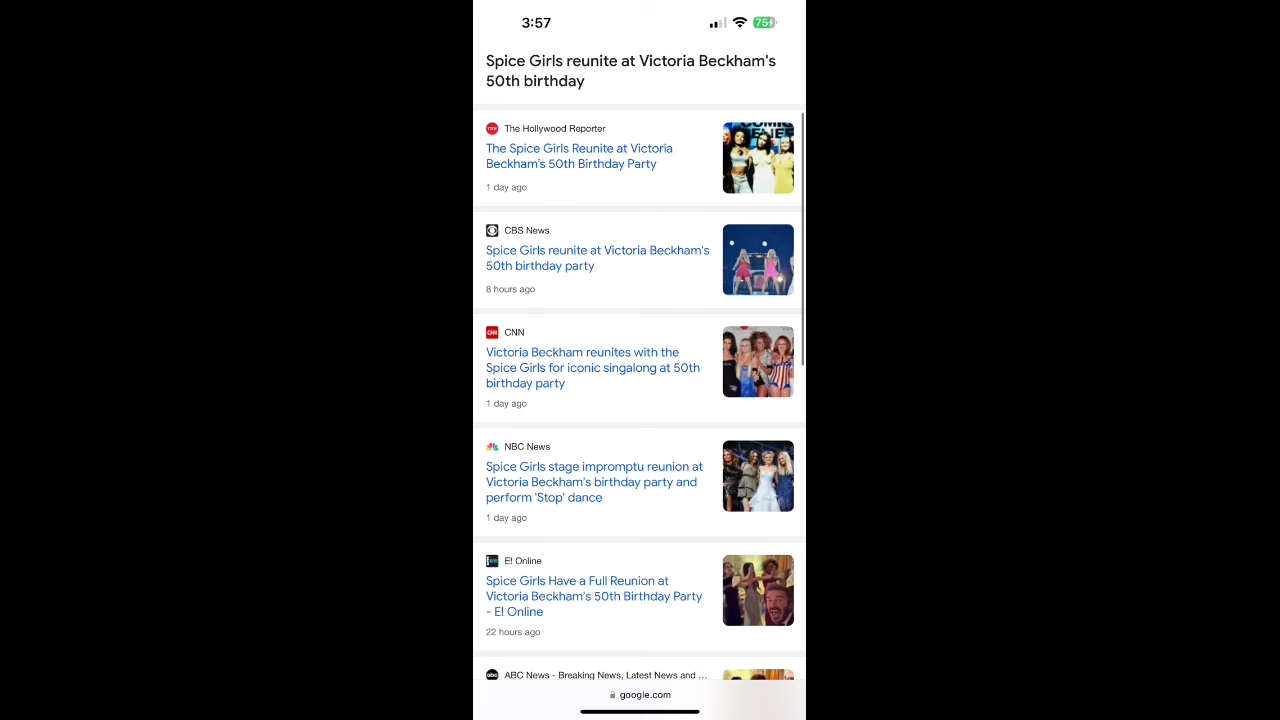 3:57
75
Spice Girls reunite at Victoria Beckham's
50th birthday
The Hollywood Reporter
The Spice Girls Reunite at Victoria
Beckham's 50th Birthday Party
1 day ago
CBS News
Spice Girls reunite at Victoria Beckham's
50th birthday party
8 hours ago
CNN
Victoria Beckham reunites with the
Spice Girls for iconic singalong at 50th
birthday party
1 day ago
NBC News
Spice Girls stage impromptu reunion at
Victoria Beckham's birthday party and
perform 'Stop' dance
1 day ago
E! Online
Spice Girls Have a Full Reunion at
Victoria Beckham's 50th Birthday Party
- E! Online
22 hours ago
abc ABC News - Breaking News, Latest News and ...
google.com